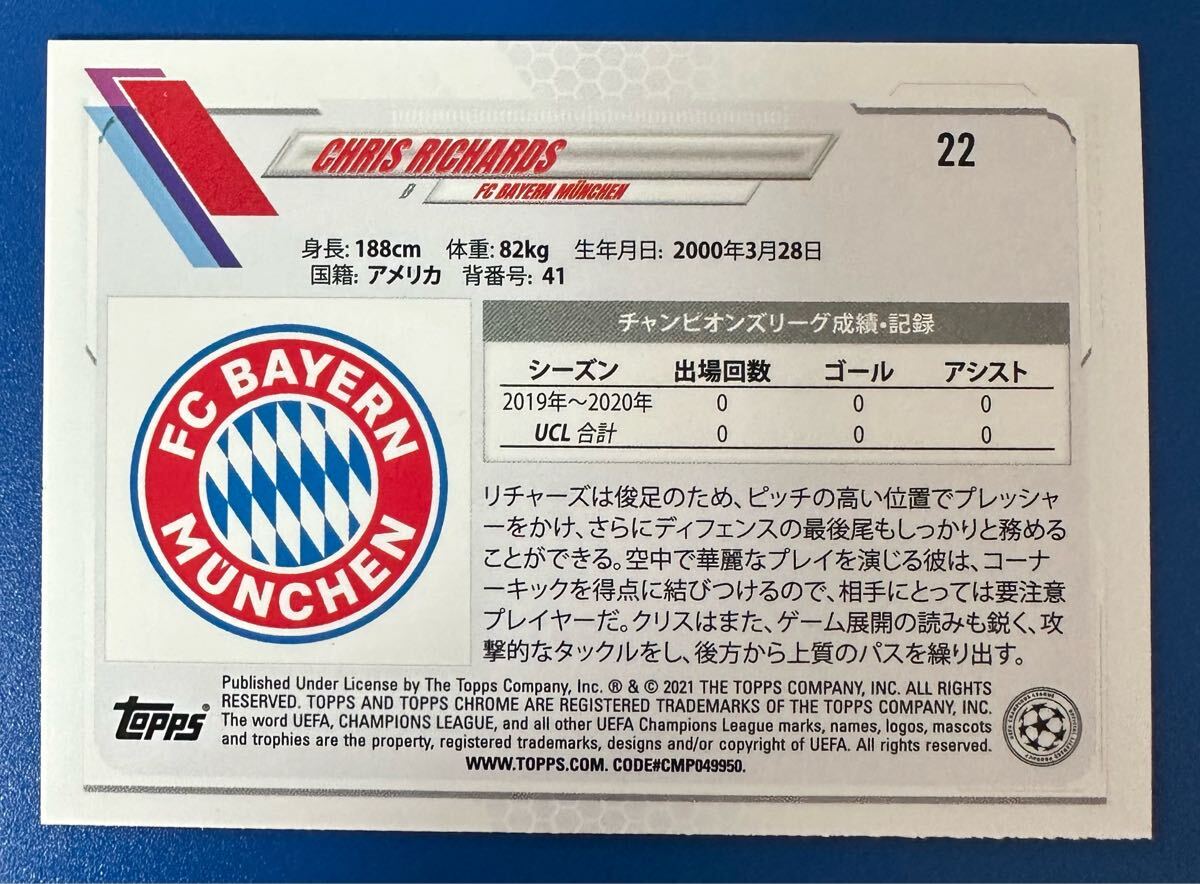 22
CHRIS RICHARDS
D
FC BAYERN MÜNCHEN
身長: 188cm 体重: 82kg 生年月日: 2000年3月28日
国籍: アメリカ 背番号: 41
FC BAYERN
MÜNCHEN
チャンピオンズリーグ成績・記録
シーズン 出場回数 ゴール アシスト
2019年〜2020年 0 0 0
UCL 合計 0 0 0
リチャーズは俊足のため、ピッチの高い位置でプレッシャ
ーをかけ、さらにディフェンスの最後尾もしっかりと務める
ことができる。空中で華麗なプレイを演じる彼は、コーナ
ーキックを得点に結びつけるので、相手にとっては要注意
プレイヤーだ。クリスはまた、ゲーム展開の読みも鋭く、攻
撃的なタックルをし、後方から上質のパスを繰り出す。
topps®
Published Under License by The Topps Company, Inc. ® & © 2021 THE TOPPS COMPANY, INC. ALL RIGHTS
RESERVED. TOPPS AND TOPPS CHROME ARE REGISTERED TRADEMARKS OF THE TOPPS COMPANY, INC.
The word UEFA, CHAMPIONS LEAGUE, and all other UEFA Champions League marks, names, logos, mascots
and trophies are the property, registered trademarks, designs and/or copyright of UEFA. All rights reserved.
WWW.TOPPS.COM. CODE#CMP049950.
UEFA CHAMPIONS LEAGUE
OFFICIAL LICENSED PRODUCT